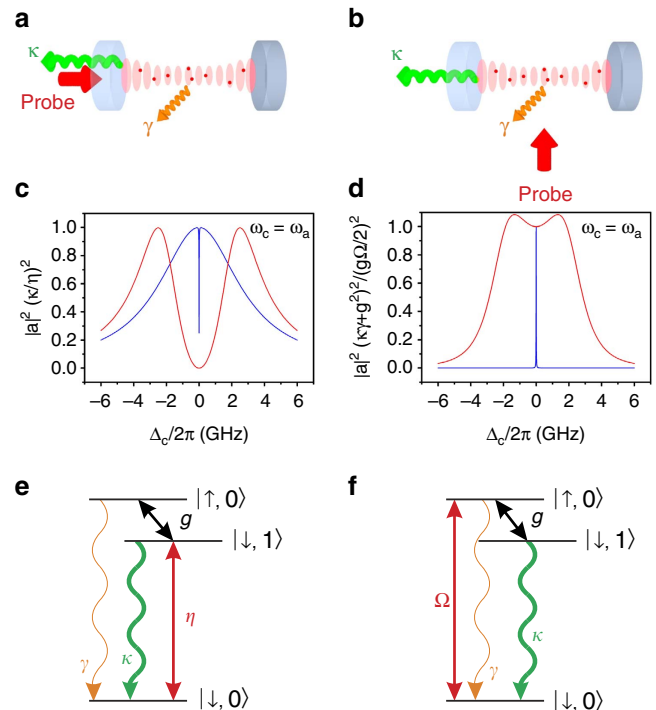 a
κ
Probe
γ
b
κ
γ
Probe
c
ω_c = ω_a
|a|² (κ/η)²
1.0
0.8
0.6
0.4
0.2
0.0
−6 −4 −2 0 2 4 6
Δ_c/2π (GHz)
d
ω_c = ω_a
|a|² (κγ+g²)²/(gΩ/2)²
1.0
0.8
0.6
0.4
0.2
0.0
−6 −4 −2 0 2 4 6
Δ_c/2π (GHz)
e
|↑, 0⟩
g
|↓, 1⟩
γ
κ
η
|↓, 0⟩
f
|↑, 0⟩
g
|↓, 1⟩
Ω
γ
κ
|↓, 0⟩